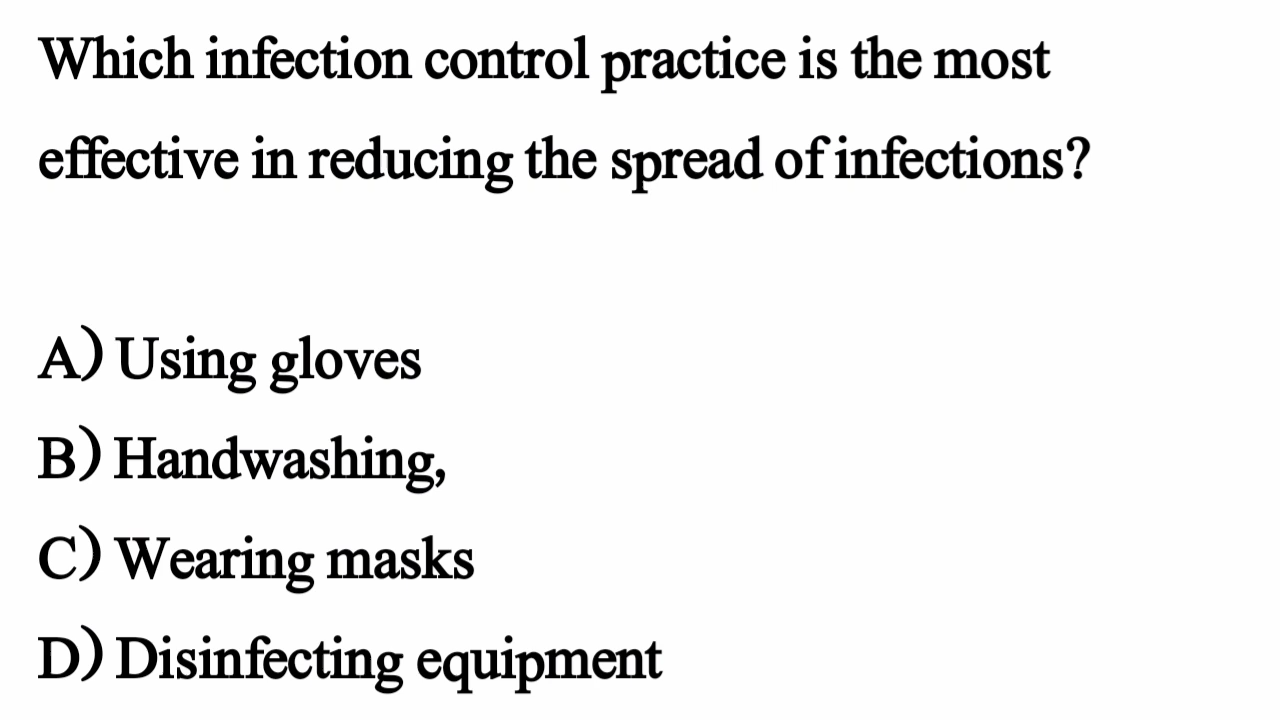 Which infection control practice is the most
effective in reducing the spread of infections?
A) Using gloves
B) Handwashing,
C) Wearing masks
D) Disinfecting equipment